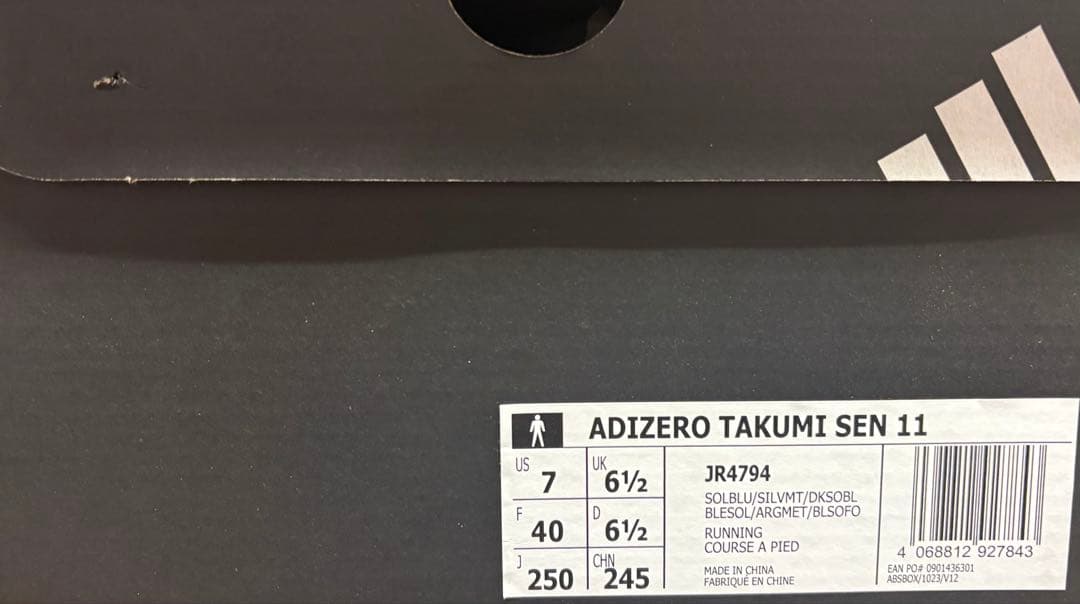 ADIZERO TAKUMI SEN 11
US 7 UK 6½
F 40 D 6½
J 250 CHN 245
JR4794
SOLBLU/SILVMT/DKSOBL
BLESOL/ARGMET/BLSOFO
RUNNING
COURSE A PIED
MADE IN CHINA
FABRIQUÉ EN CHINE
4 068812 927843
EAN PO# 0901436301
ABSBOX/1023/V12